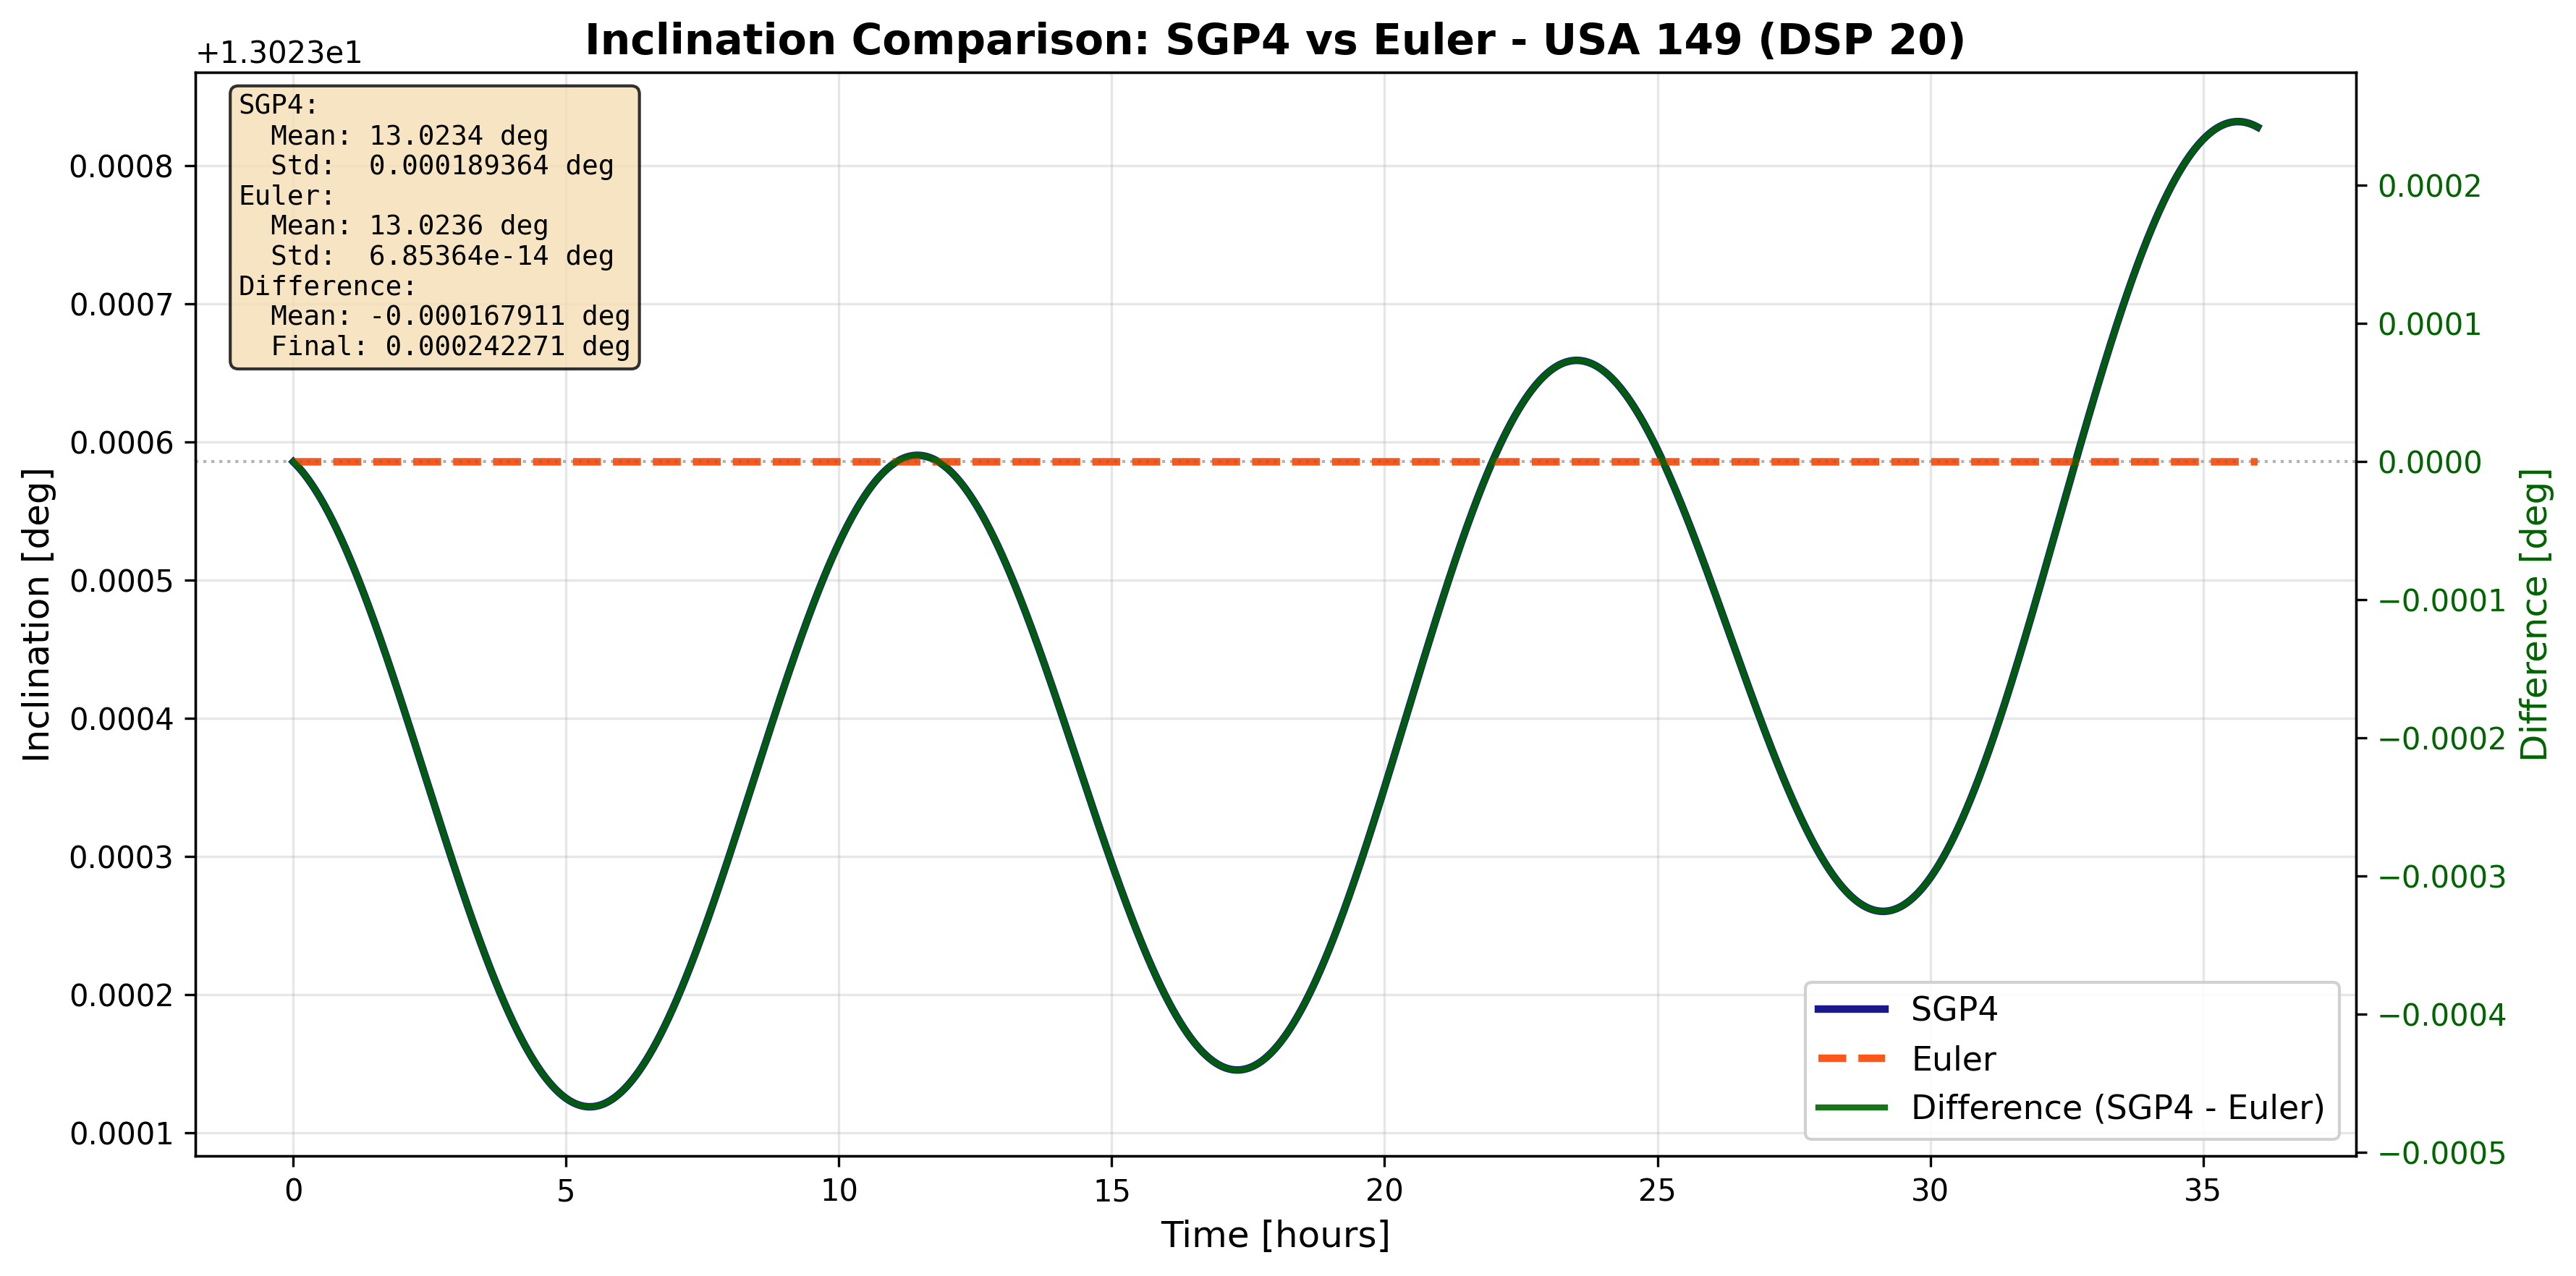 Inclination Comparison: SGP4 vs Euler - USA 149 (DSP 20)
+1.3023e1
SGP4:
Mean: 13.0234 deg
Std: 0.000189364 deg
Euler:
Mean: 13.0236 deg
Std: 6.85364e-14 deg
Difference:
Mean: -0.000167911 deg
Final: 0.000242271 deg
Inclination [deg]
0.0008
0.0007
0.0006
0.0005
0.0004
0.0003
0.0002
0.0001
0.0002
0.0001
0.0000
−0.0001
−0.0002
−0.0003
−0.0004
−0.0005
Difference [deg]
SGP4
Euler
Difference (SGP4 - Euler)
0 5 10 15 20 25 30 35
Time [hours]